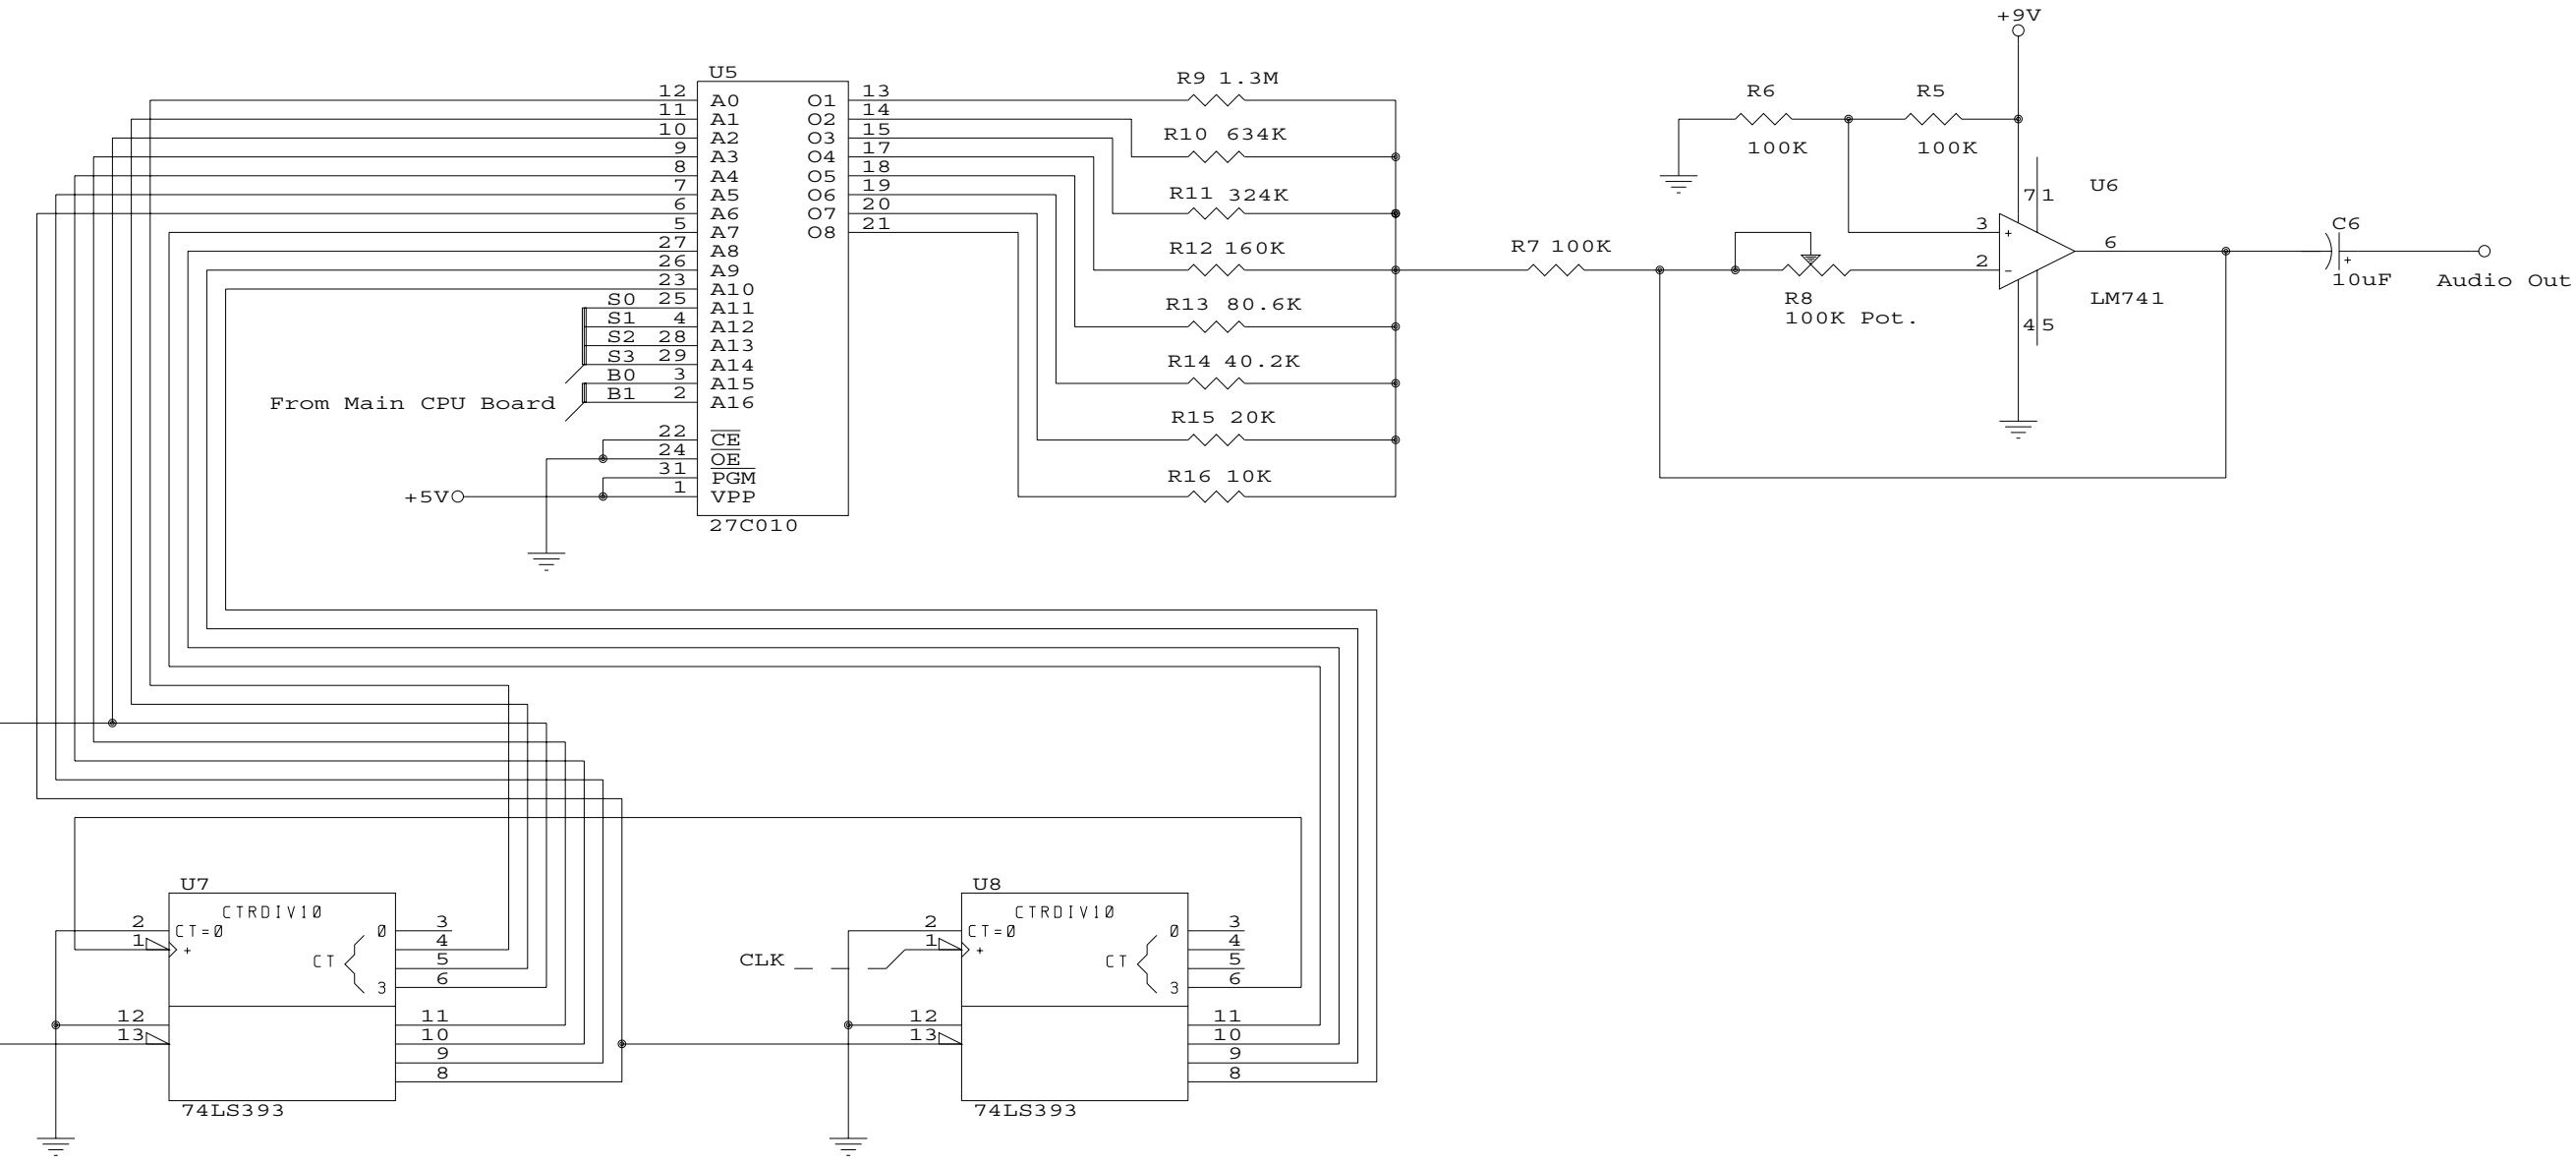 +9V
U5
12 A0 O1 13
11 A1 O2 14
10 A2 O3 15
9 A3 O4 17
8 A4 O5 18
7 A5 O6 19
6 A6 O7 20
5 A7 O8 21
27 A8
26 A9
23 A10
S0 25 A11
S1 4 A12
S2 28 A13
S3 29 A14
B0 3 A15
B1 2 A16
From Main CPU Board
22 CE
24 OE
31 PGM
+5V 1 VPP
27C010
R9 1.3M
R10 634K
R11 324K
R12 160K
R13 80.6K
R14 40.2K
R15 20K
R16 10K
R7 100K
R6
100K
R5
100K
7 1
U6
3 +
2 -
6
4 5
LM741
R8
100K Pot.
C6
+
10uF
Audio Out
U7
CTRDIV10
2 CT=0 0 3
1 + 4
CT 5
3 6
12 11
13 10
9
8
74LS393
CLK
U8
CTRDIV10
2 CT=0 0 3
1 + 4
CT 5
3 6
12 11
13 10
9
8
74LS393